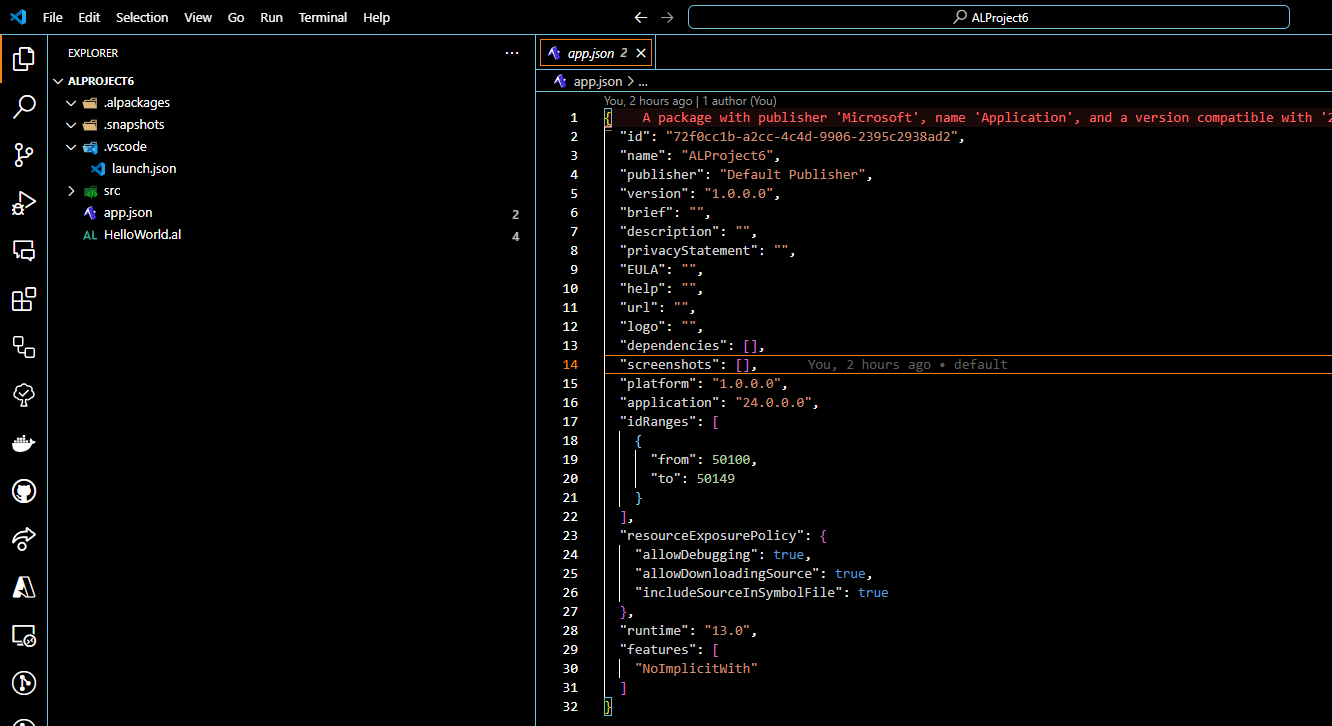 File Edit Selection View Go Run Terminal Help
ALProject6
EXPLORER
...
ALPROJECT6
.alpackages
.snapshots
.vscode
launch.json
src
app.json 2
AL HelloWorld.al 4
app.json 2
app.json > ...
You, 2 hours ago | 1 author (You)
1 { A package with publisher 'Microsoft', name 'Application', and a version compatible with '2
2 "id": "72f0cc1b-a2cc-4c4d-9906-2395c2938ad2",
3 "name": "ALProject6",
4 "publisher": "Default Publisher",
5 "version": "1.0.0.0",
6 "brief": "",
7 "description": "",
8 "privacyStatement": "",
9 "EULA": "",
10 "help": "",
11 "url": "",
12 "logo": "",
13 "dependencies": [],
14 "screenshots": [], You, 2 hours ago • default
15 "platform": "1.0.0.0",
16 "application": "24.0.0.0",
17 "idRanges": [
18 {
19 "from": 50100,
20 "to": 50149
21 }
22 ],
23 "resourceExposurePolicy": {
24 "allowDebugging": true,
25 "allowDownloadingSource": true,
26 "includeSourceInSymbolFile": true
27 },
28 "runtime": "13.0",
29 "features": [
30 "NoImplicitWith"
31 ]
32 }